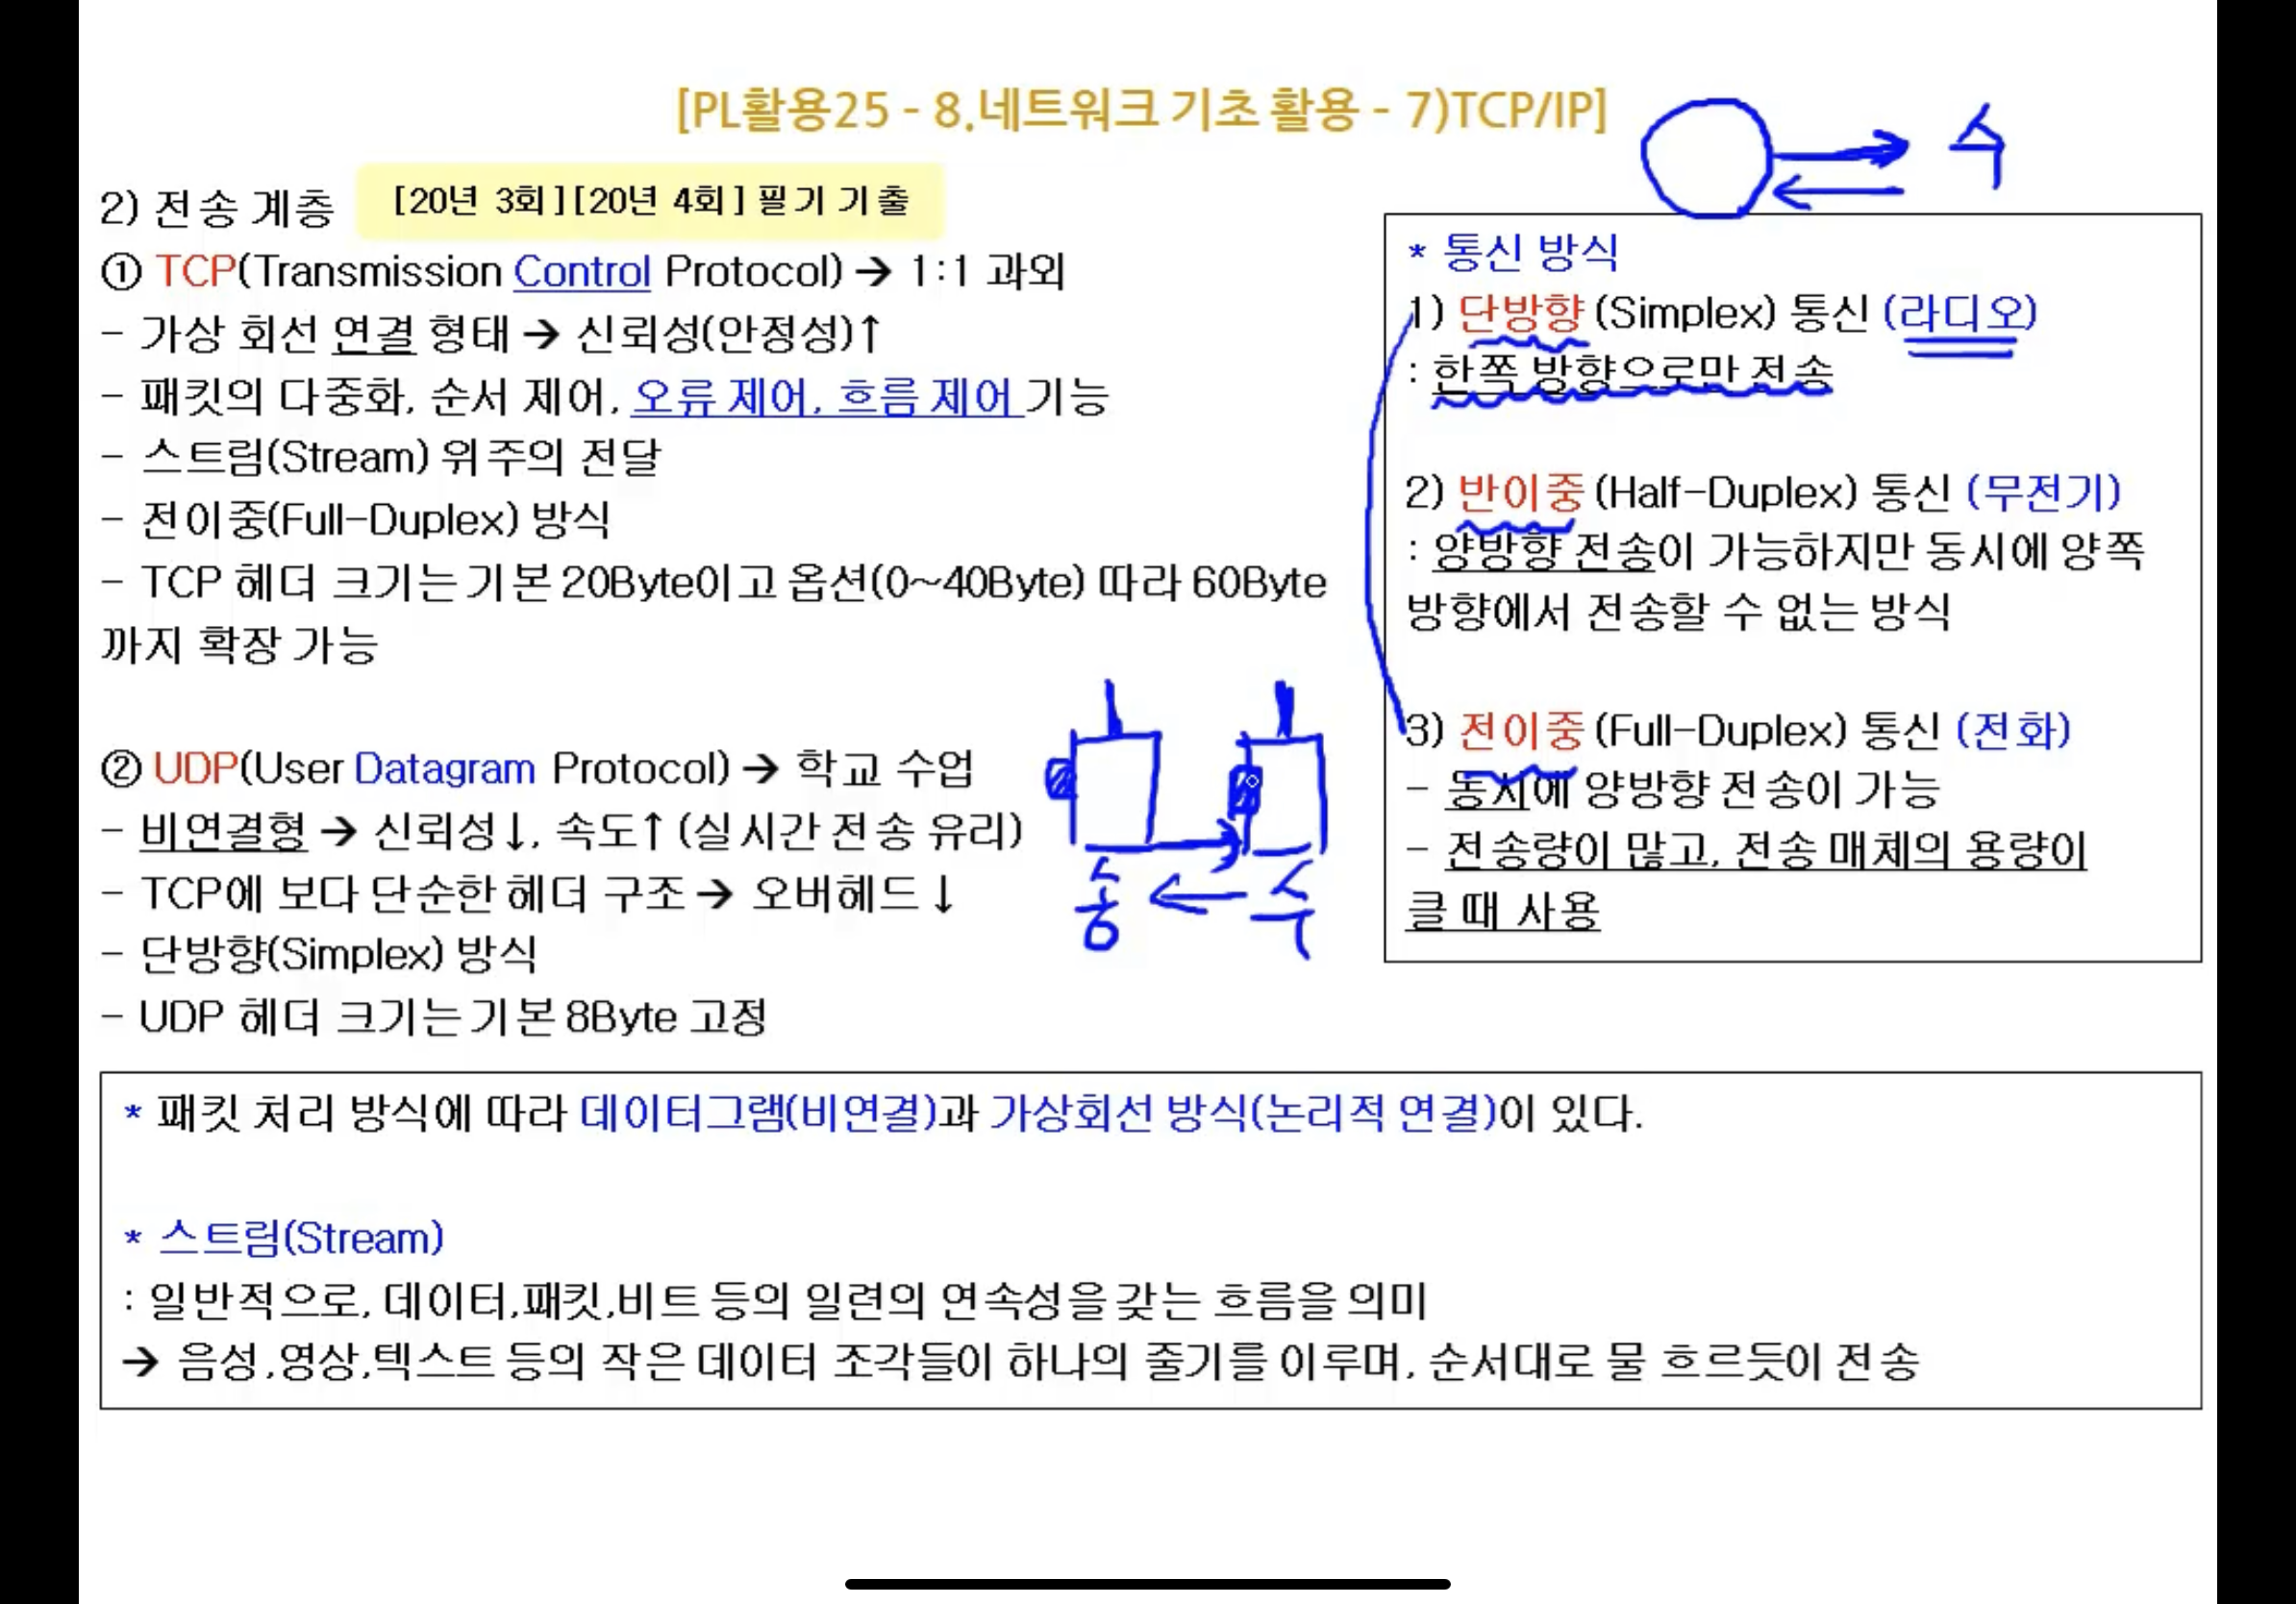 [PL활용25 - 8.네트워크 기초 활용 - 7)TCP/IP]
수
2) 전송 계층
[20년 3회][20년 4회] 필기 기출
① TCP(Transmission Control Protocol) → 1:1 과외
- 가상 회선 연결 형태 → 신뢰성(안정성)↑
- 패킷의 다중화, 순서 제어, 오류 제어, 흐름 제어 기능
- 스트림(Stream) 위주의 전달
- 전이중(Full-Duplex) 방식
- TCP 헤더 크기는 기본 20Byte이고 옵션(0~40Byte) 따라 60Byte
까지 확장 가능
② UDP(User Datagram Protocol) → 학교 수업
- 비연결형 → 신뢰성↓, 속도↑ (실시간 전송 유리)
- TCP에 보다 단순한 헤더 구조 → 오버헤드↓
- 단방향(Simplex) 방식
- UDP 헤더 크기는 기본 8Byte 고정
송 수
* 통신 방식
1) 단방향 (Simplex) 통신 (라디오)
: 한쪽 방향으로만 전송
2) 반이중 (Half-Duplex) 통신 (무전기)
: 양방향 전송이 가능하지만 동시에 양쪽
방향에서 전송할 수 없는 방식
3) 전이중 (Full-Duplex) 통신 (전화)
- 동시에 양방향 전송이 가능
- 전송량이 많고, 전송 매체의 용량이
클 때 사용
* 패킷 처리 방식에 따라 데이터그램(비연결)과 가상회선 방식(논리적 연결)이 있다.
* 스트림(Stream)
: 일반적으로, 데이터,패킷,비트 등의 일련의 연속성을 갖는 흐름을 의미
→ 음성,영상,텍스트 등의 작은 데이터 조각들이 하나의 줄기를 이루며, 순서대로 물 흐르듯이 전송